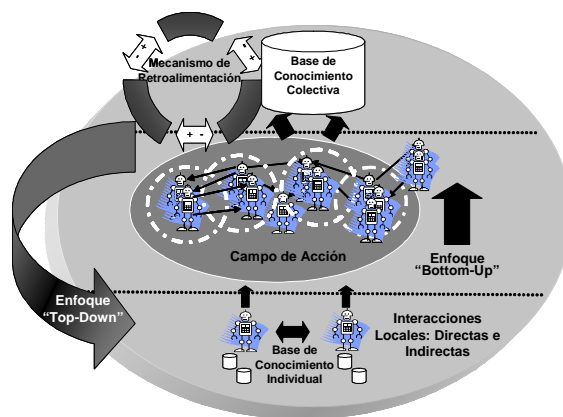 Mecanismo de
Retroalimentación
- +
- +
+ -
Base de
Conocimiento
Colectiva
Campo de Acción
Enfoque
“Bottom-Up”
Enfoque
“Top-Down”
Base de
Conocimiento
Individual
Interacciones
Locales: Directas e
Indirectas